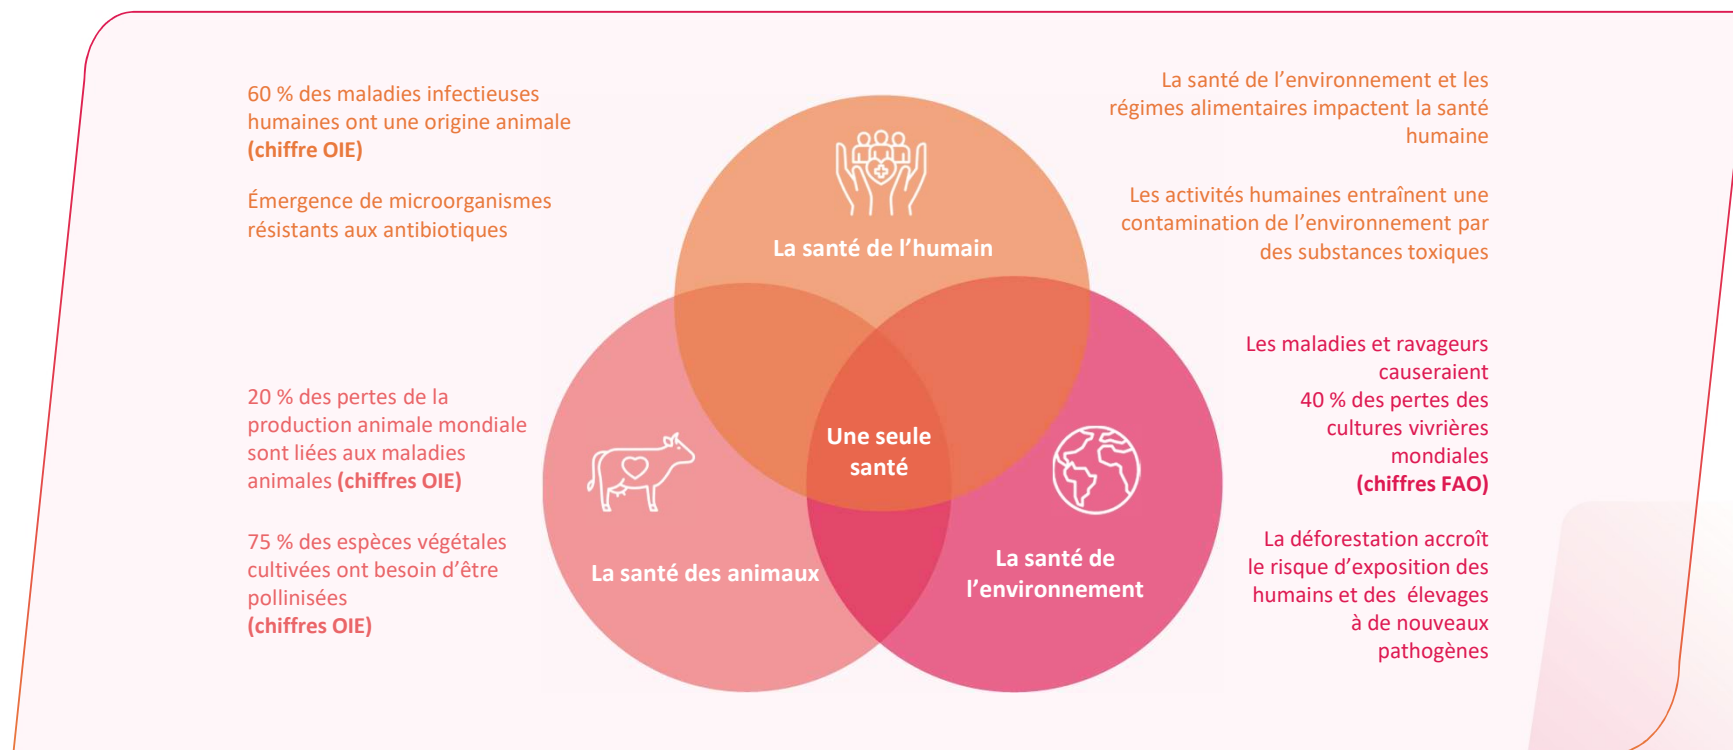 60 % des maladies infectieuses
humaines ont une origine animale
(chiffre OIE)
Émergence de microorganismes
résistants aux antibiotiques
La santé de l’environnement et les
régimes alimentaires impactent la santé
humaine
Les activités humaines entraînent une
contamination de l’environnement par
des substances toxiques
La santé de l’humain
20 % des pertes de la
production animale mondiale
sont liées aux maladies
animales (chiffres OIE)
75 % des espèces végétales
cultivées ont besoin d’être
pollinisées
(chiffres OIE)
Une seule
santé
La santé des animaux
La santé de
l’environnement
Les maladies et ravageurs
causeraient
40 % des pertes des
cultures vivrières
mondiales
(chiffres FAO)
La déforestation accroît
le risque d’exposition des
humains et des élevages
à de nouveaux
pathogènes